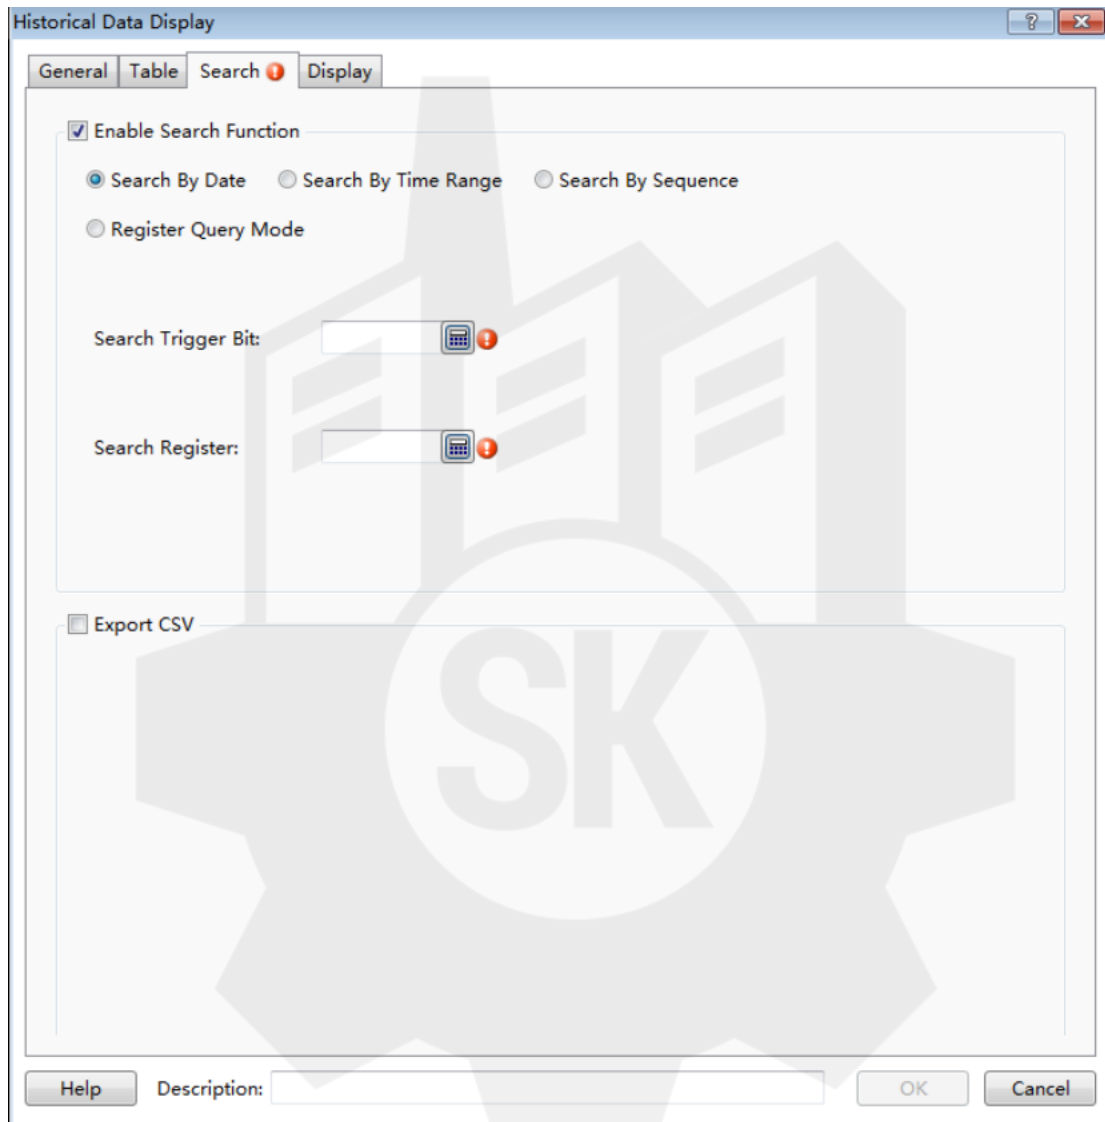 Historical Data Display
General Table Search Display
Enable Search Function
Search By Date Search By Time Range Search By Sequence
Register Query Mode
Search Trigger Bit:
Search Register:
Export CSV
SK
Help Description: OK Cancel